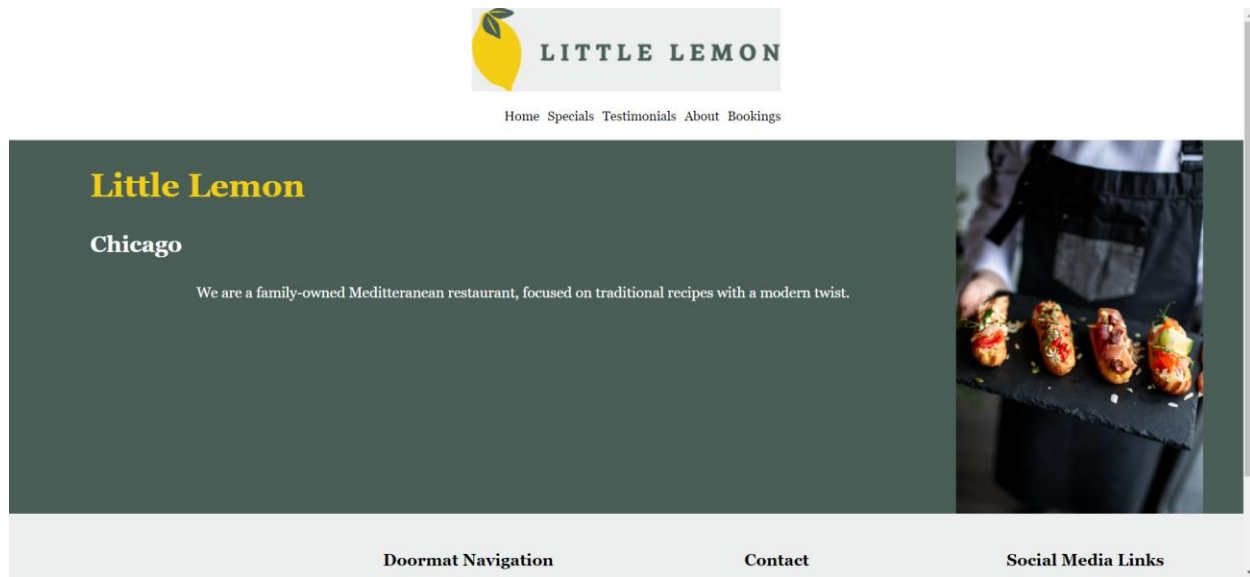 LITTLE LEMON
Home Specials Testimonials About Bookings
Little Lemon
Chicago
We are a family-owned Meditteranean restaurant, focused on traditional recipes with a modern twist.
Doormat Navigation Contact Social Media Links